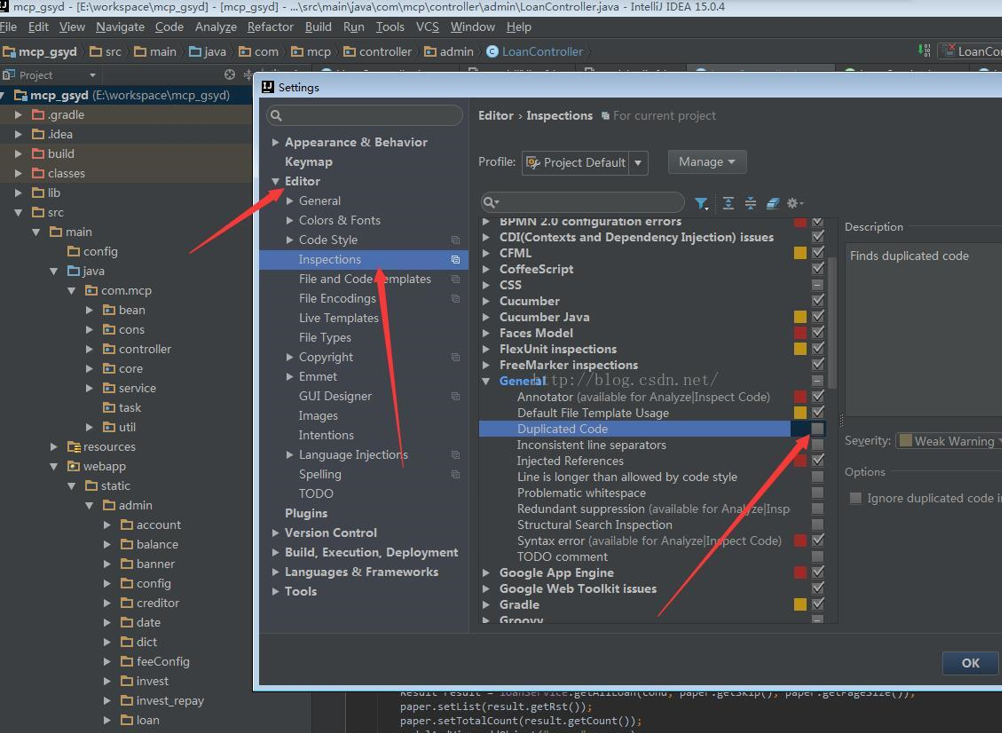 mcp_gsyd - [E:\workspace\mcp_gsyd] - [mcp_gsyd] - ...\src\main\java\com\mcp\controller\admin\LoanController.java - IntelliJ IDEA 15.0.4
File Edit View Navigate Code Analyze Refactor Build Run Tools VCS Window Help
mcp_gsyd src main java com mcp controller admin LoanController
LoanCo
Project
mcp_gsyd (E:\workspace\mcp_gsyd)
.gradle
.idea
build
classes
lib
src
main
config
java
com.mcp
bean
cons
controller
core
service
task
util
resources
webapp
static
admin
account
balance
banner
config
creditor
date
dict
feeConfig
invest
invest_repay
loan
Settings
Appearance & Behavior
Keymap
Editor
General
Colors & Fonts
Code Style
Inspections
File and Code Templates
File Encodings
Live Templates
File Types
Copyright
Emmet
GUI Designer
Images
Intentions
Language Injections
Spelling
TODO
Plugins
Version Control
Build, Execution, Deployment
Languages & Frameworks
Tools
Editor › Inspections For current project
Profile: Project Default Manage
BPMN 2.0 configuration errors
CDI(Contexts and Dependency Injection) issues
CFML
CoffeeScript
CSS
Cucumber
Cucumber Java
Faces Model
FlexUnit inspections
FreeMarker inspections
General
http://blog.csdn.net/
Annotator (available for Analyze|Inspect Code)
Default File Template Usage
Duplicated Code
Inconsistent line separators
Injected References
Line is longer than allowed by code style
Problematic whitespace
Redundant suppression (available for Analyze|Insp
Structural Search Inspection
Syntax error (available for Analyze|Inspect Code)
TODO comment
Google App Engine
Google Web Toolkit issues
Gradle
Groovy
Description
Finds duplicated code
Severity: Weak Warning
Options
Ignore duplicated code in
OK
Result result = loanService.getAllLoan(cond, paper.getSkip(), paper.getPageSize());
paper.setList(result.getRst());
paper.setTotalCount(result.getCount());